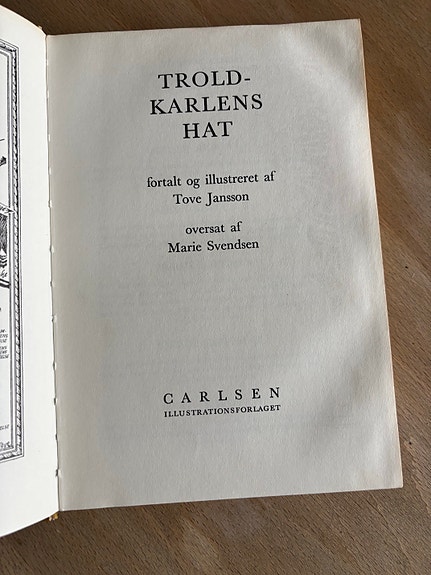 TROLD-
KARLENS
HAT
fortalt og illustreret af
Tove Jansson
oversat af
Marie Svendsen
CARLSEN
ILLUSTRATIONSFORLAGET